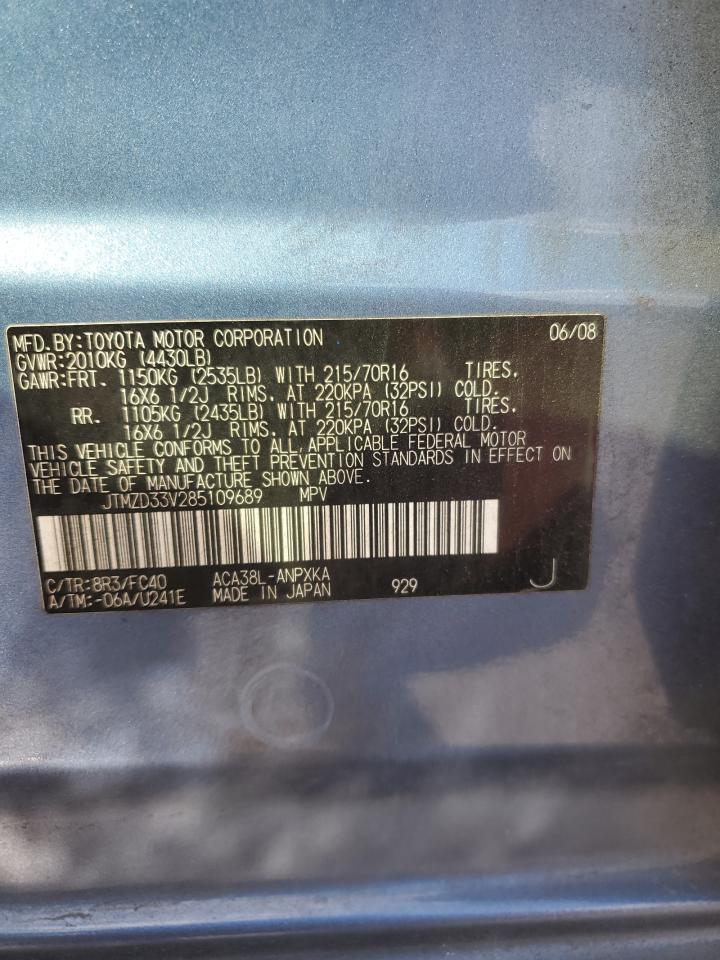 MFD.BY:TOYOTA MOTOR CORPORATION 06/08
GVWR:2010KG (4430LB)
GAWR:FRT. 1150KG (2535LB) WITH 215/70R16 TIRES.
16X6 1/2J RIMS, AT 220KPA (32PSI) COLD.
RR. 1105KG (2435LB) WITH 215/70R16 TIRES,
16X6 1/2J RIMS, AT 220KPA (32PSI) COLD.
THIS VEHICLE CONFORMS TO ALL APPLICABLE FEDERAL MOTOR
VEHICLE SAFETY AND THEFT PREVENTION STANDARDS IN EFFECT ON
THE DATE OF MANUFACTURE SHOWN ABOVE.
JTMZD33V285109689 MPV
C/TR:8R3/FC40 ACA38L-ANPXKA
A/TM:-06A/U241E MADE IN JAPAN 929 J